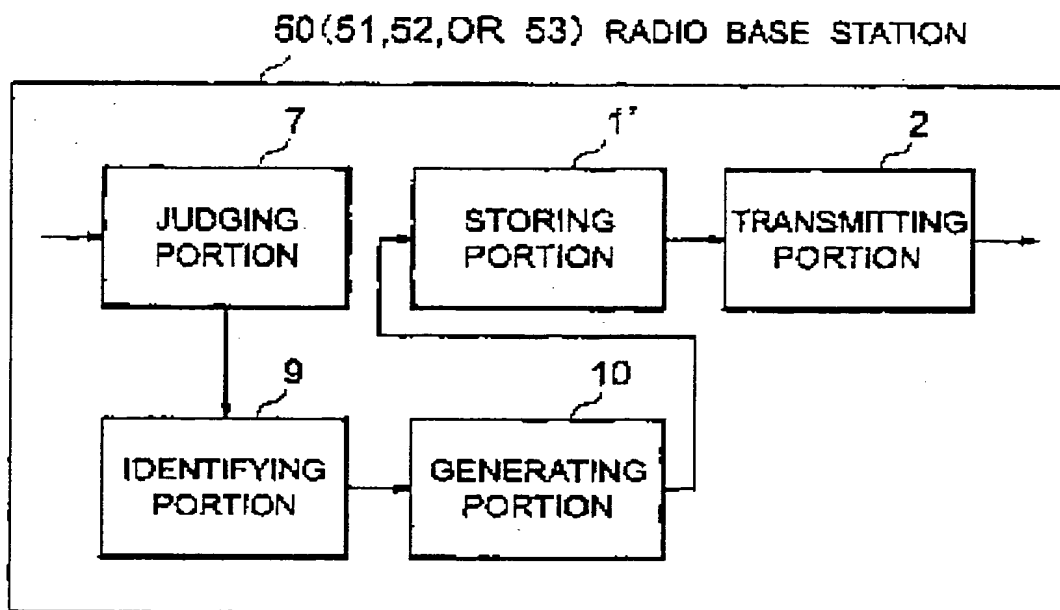 50(51,52,OR 53) RADIO BASE STATION
7
1'
2
JUDGING
PORTION
STORING
PORTION
TRANSMITTING
PORTION
9
10
IDENTIFYING
PORTION
GENERATING
PORTION